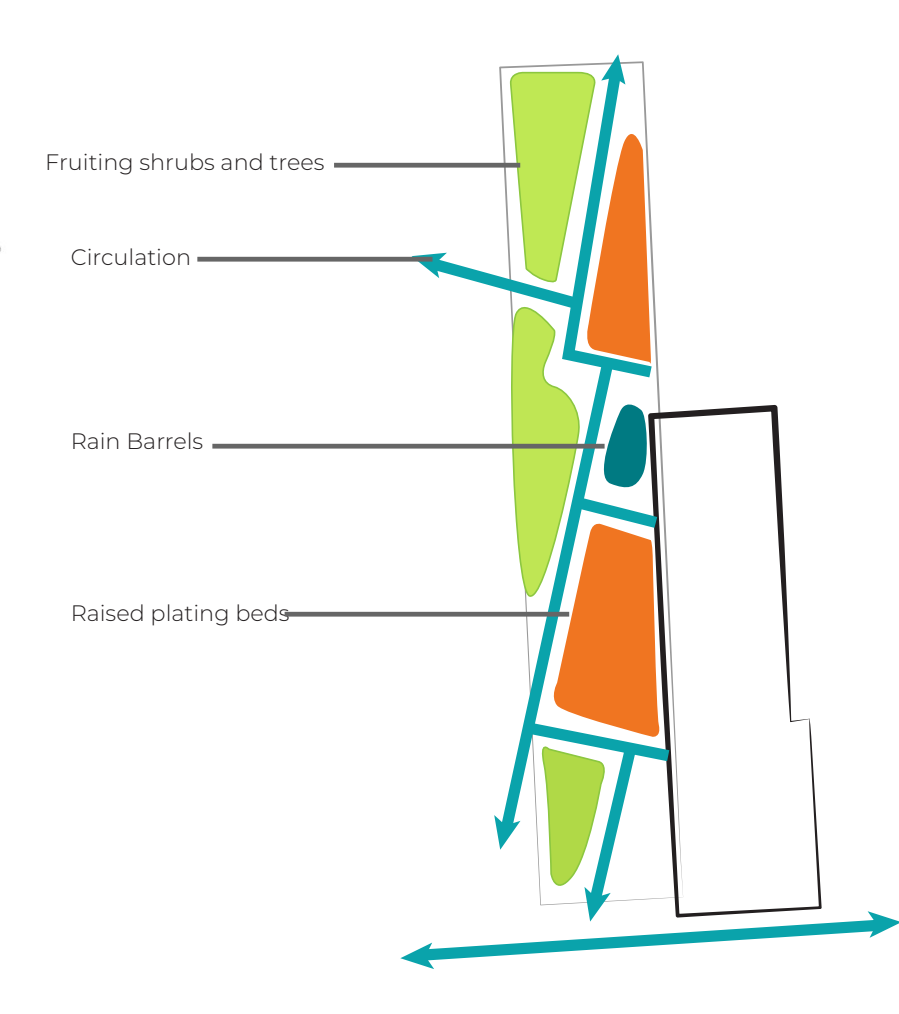 Fruiting shrubs and trees
Circulation
Rain Barrels
Raised plating beds